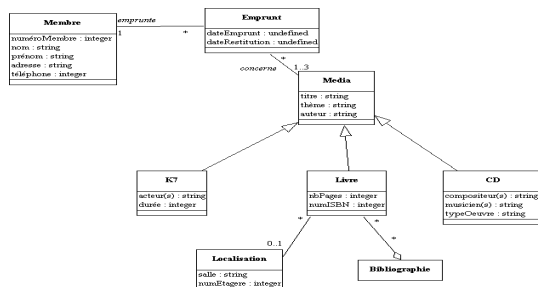 Membre
numéroMembre : integer
nom : string
prénom : string
adresse : string
téléphone : integer
emprunte
1
*
Emprunt
dateEmprunt : undefined
dateRestitution : undefined
*
concerne
1..3
Media
titre : string
thème : string
auteur : string
K7
acteur(s) : string
durée : integer
Livre
nbPages : integer
numISBN : integer
CD
compositeur(s) : string
musicien(s) : string
typeOeuvre : string
*
*
0..1
*
Localisation
salle : string
numEtagere : integer
Bibliographie